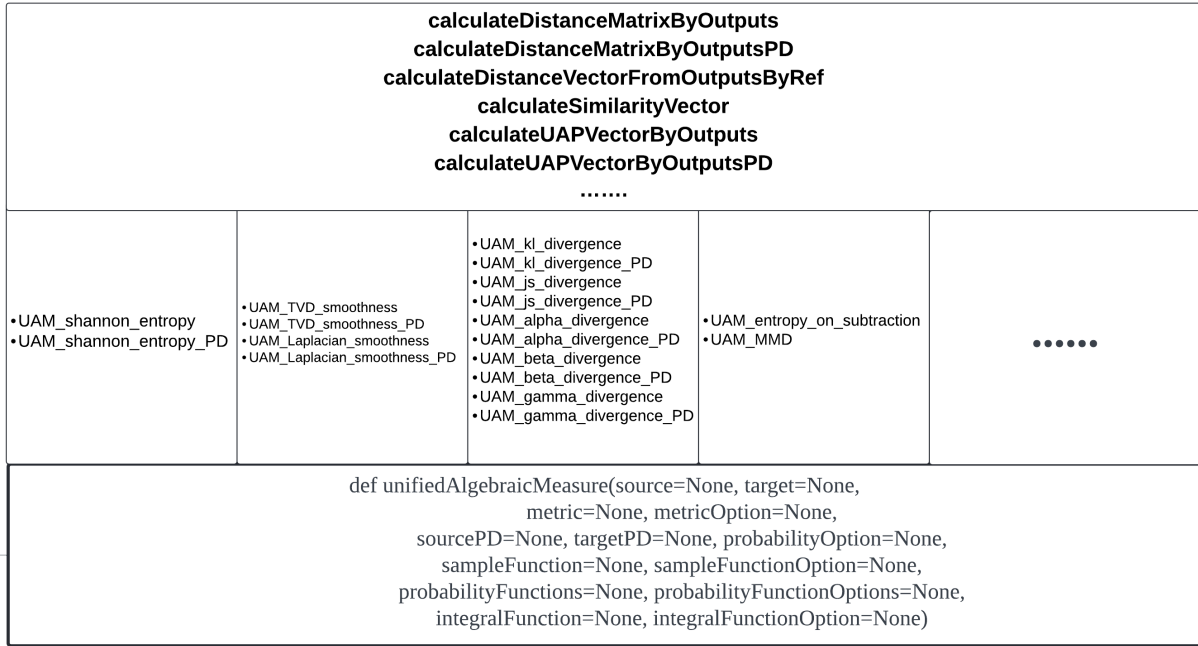 calculateDistanceMatrixByOutputs
calculateDistanceMatrixByOutputsPD
calculateDistanceVectorFromOutputsByRef
calculateSimilarityVector
calculateUAPVectorByOutputs
calculateUAPVectorByOutputsPD
.......
•UAM_shannon_entropy
•UAM_shannon_entropy_PD
•UAM_TVD_smoothness
•UAM_TVD_smoothness_PD
•UAM_Laplacian_smoothness
•UAM_Laplacian_smoothness_PD
•UAM_kl_divergence
•UAM_kl_divergence_PD
•UAM_js_divergence
•UAM_js_divergence_PD
•UAM_alpha_divergence
•UAM_alpha_divergence_PD
•UAM_beta_divergence
•UAM_beta_divergence_PD
•UAM_gamma_divergence
•UAM_gamma_divergence_PD
•UAM_entropy_on_subtraction
•UAM_MMD
••••••
def unifiedAlgebraicMeasure(source=None, target=None,
metric=None, metricOption=None,
sourcePD=None, targetPD=None, probabilityOption=None,
sampleFunction=None, sampleFunctionOption=None,
probabilityFunctions=None, probabilityFunctionOptions=None,
integralFunction=None, integralFunctionOption=None)